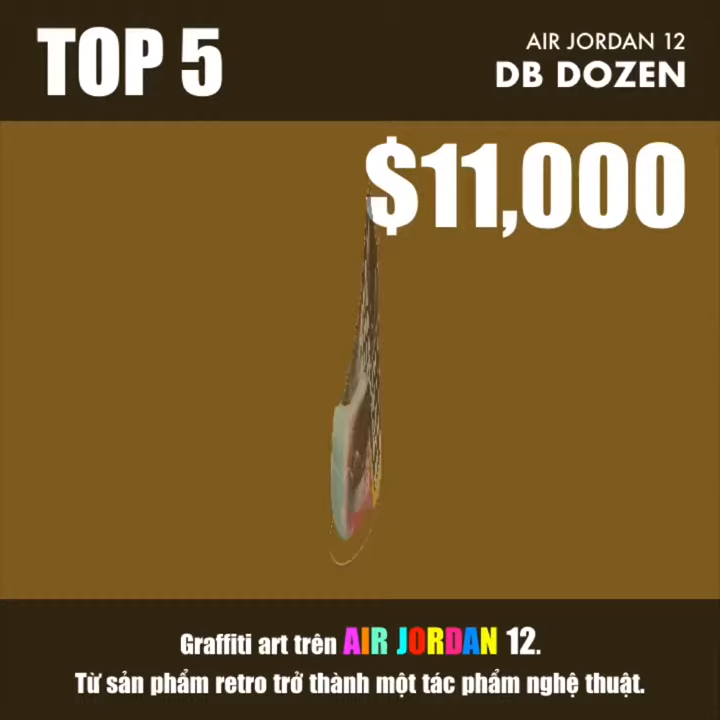 TOP 5
AIR JORDAN 12
DB DOZEN
$11,000
Graffiti art trên AIR JORDAN 12.
Từ sản phẩm retro trở thành một tác phẩm nghệ thuật.